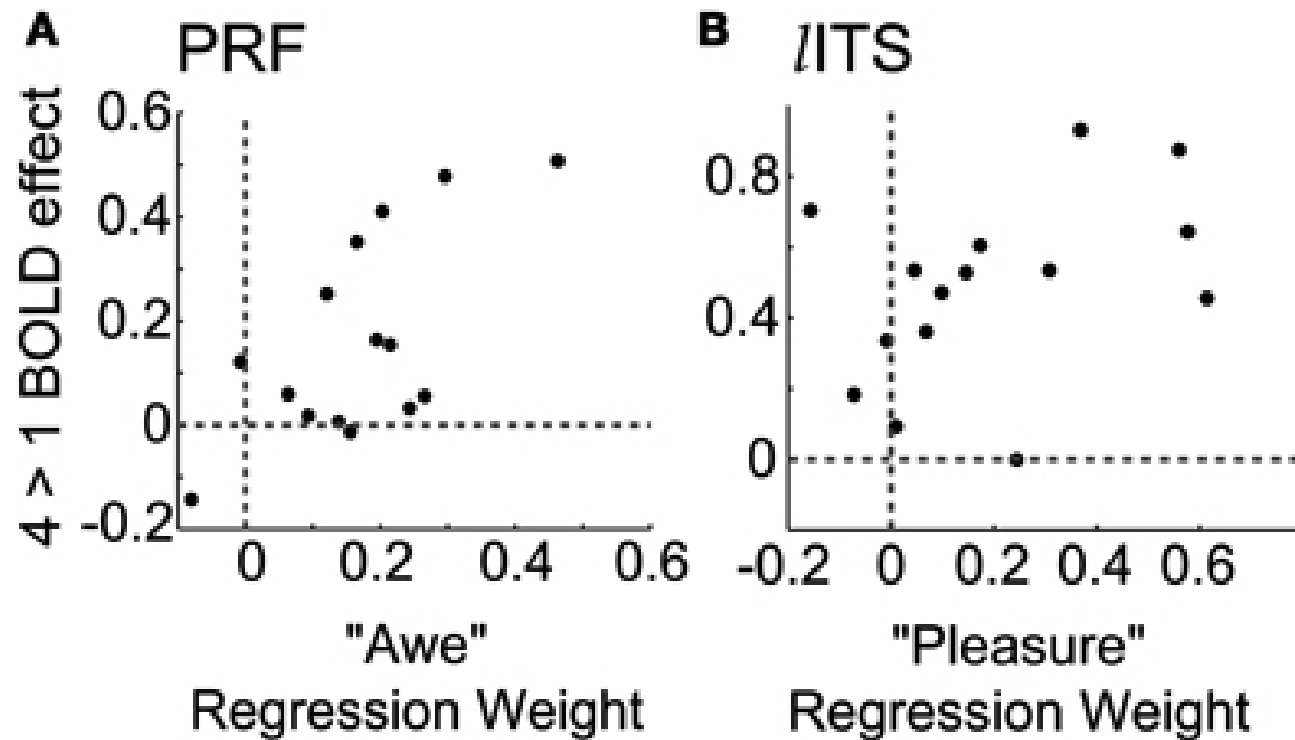 A PRF
4 > 1 BOLD effect
0.6
0.4
0.2
0
-0.2
0 0.2 0.4 0.6
"Awe"
Regression Weight
B lITS
0.8
0.4
0
-0.2 0 0.2 0.4 0.6
"Pleasure"
Regression Weight